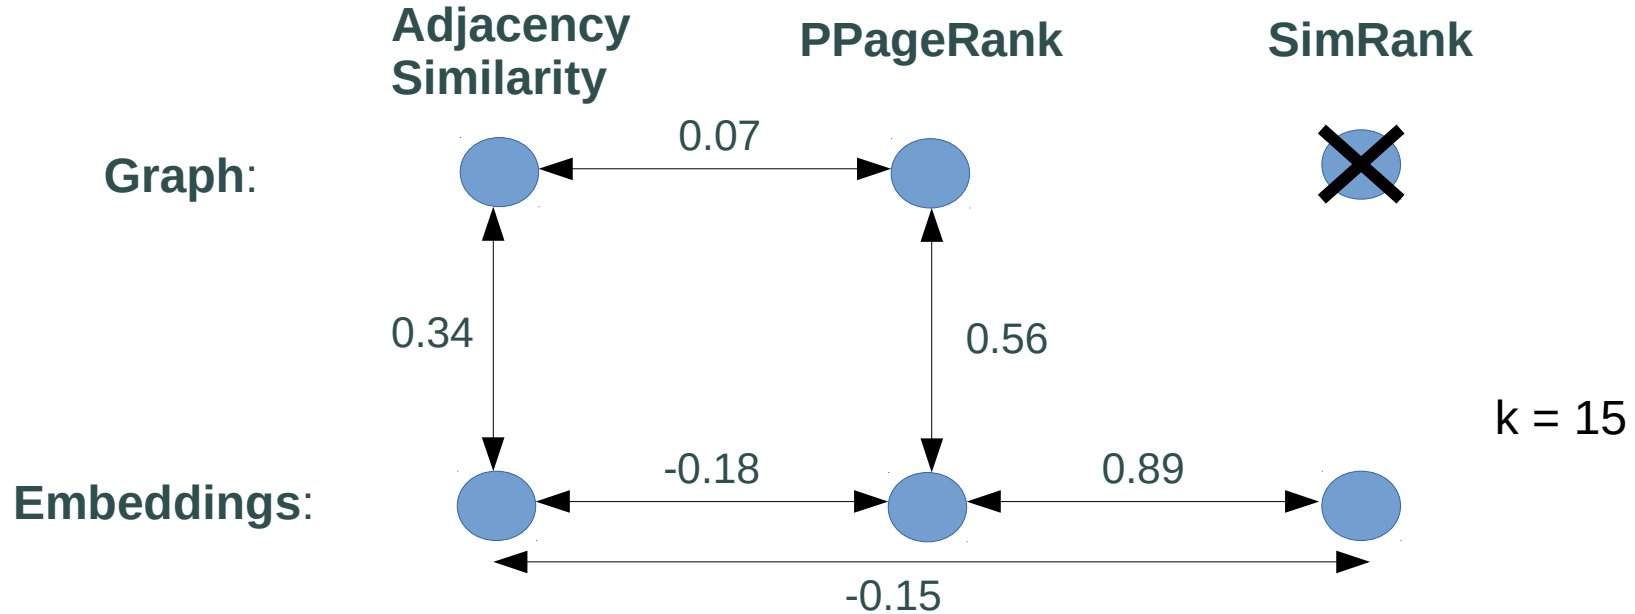 Adjacency
Similarity
PPageRank
SimRank
0.07
Graph:
0.34
0.56
k = 15
-0.18
0.89
Embeddings:
-0.15